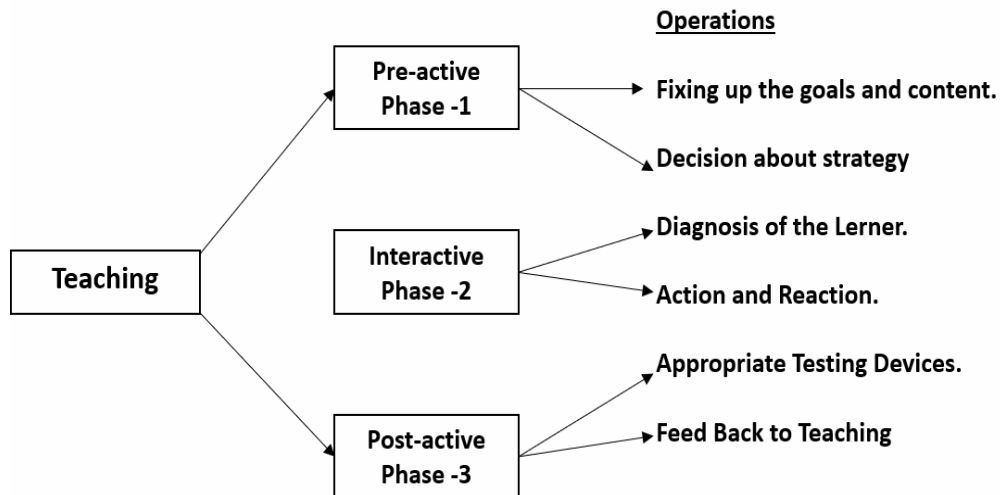 Operations
Pre-active
Phase -1
Fixing up the goals and content.
Decision about strategy
Teaching
Interactive
Phase -2
Diagnosis of the Lerner.
Action and Reaction.
Post-active
Phase -3
Appropriate Testing Devices.
Feed Back to Teaching